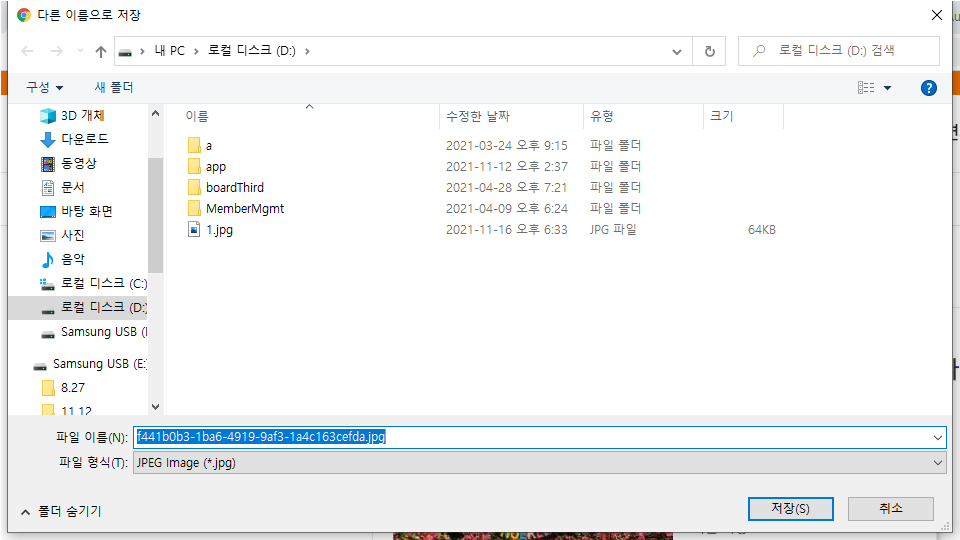 다른 이름으로 저장
내 PC > 로컬 디스크 (D:) >
로컬 디스크 (D:) 검색
구성
새 폴더
3D 개체
다운로드
동영상
문서
바탕 화면
사진
음악
로컬 디스크 (C:)
로컬 디스크 (D:)
Samsung USB (
Samsung USB (E:
8.27
11.12
이름 수정한 날짜 유형 크기
a 2021-03-24 오후 9:15 파일 폴더
app 2021-11-12 오후 2:37 파일 폴더
boardThird 2021-04-28 오후 7:21 파일 폴더
MemberMgmt 2021-04-09 오후 6:24 파일 폴더
1.jpg 2021-11-16 오후 6:33 JPG 파일 64KB
파일 이름(N): f441b0b3-1ba6-4919-9af3-1a4c163cefda.jpg
파일 형식(T): JPEG Image (*.jpg)
폴더 숨기기
저장(S)
취소